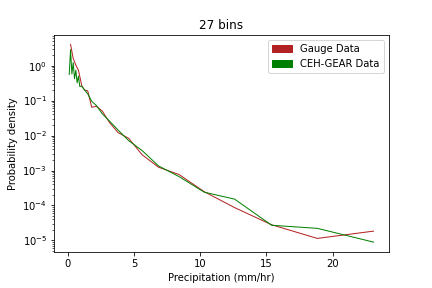 27 bins
Gauge Data
CEH-GEAR Data
Probability density
10⁰
10⁻¹
10⁻²
10⁻³
10⁻⁴
10⁻⁵
0 5 10 15 20
Precipitation (mm/hr)